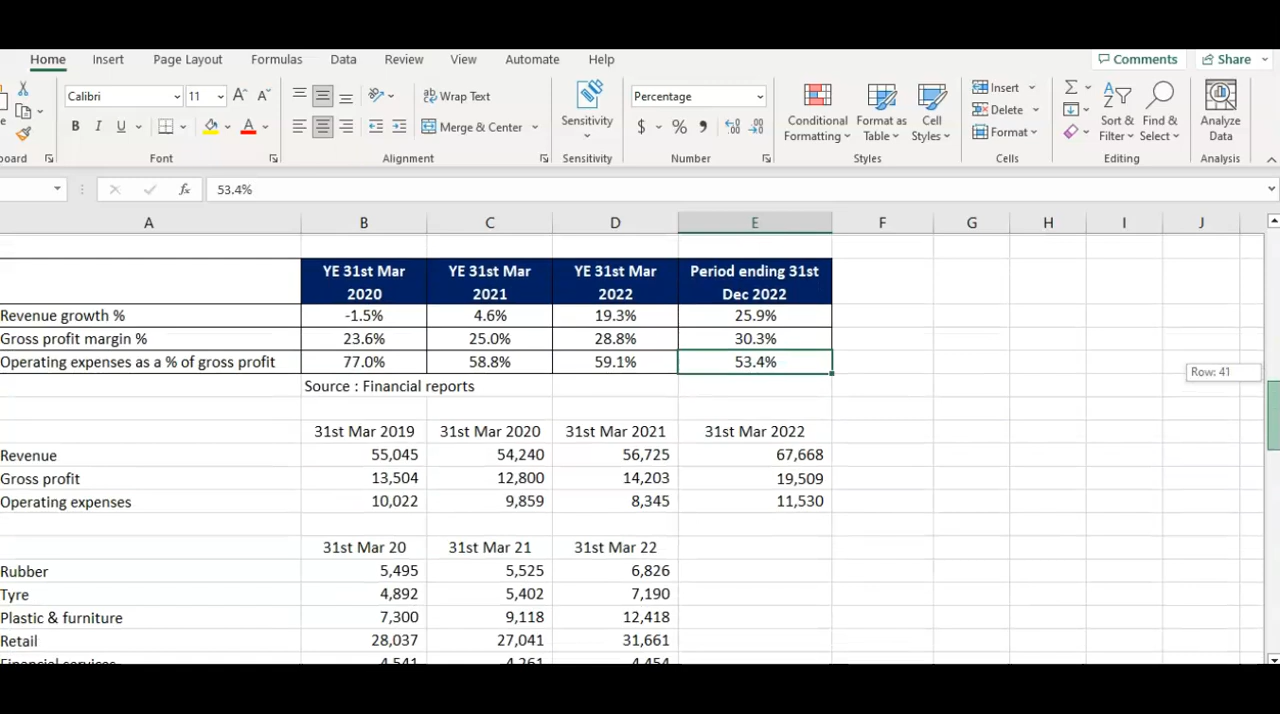 Home Insert Page Layout Formulas Data Review View Automate Help Comments Share
Calibri 11 Wrap Text Percentage Insert
B I U Merge & Center $ % Sensitivity Conditional Formatting Format as Table Cell Styles Delete Format Sort & Filter Find & Select Analyze Data
board Font Alignment Sensitivity Number Styles Cells Editing Analysis
fx 53.4%
A B C D E F G H I J
YE 31st Mar 2020 YE 31st Mar 2021 YE 31st Mar 2022 Period ending 31st Dec 2022
Revenue growth % -1.5% 4.6% 19.3% 25.9%
Gross profit margin % 23.6% 25.0% 28.8% 30.3%
Operating expenses as a % of gross profit 77.0% 58.8% 59.1% 53.4%
Row: 41
Source : Financial reports
31st Mar 2019 31st Mar 2020 31st Mar 2021 31st Mar 2022
Revenue 55,045 54,240 56,725 67,668
Gross profit 13,504 12,800 14,203 19,509
Operating expenses 10,022 9,859 8,345 11,530
31st Mar 20 31st Mar 21 31st Mar 22
Rubber 5,495 5,525 6,826
Tyre 4,892 5,402 7,190
Plastic & furniture 7,300 9,118 12,418
Retail 28,037 27,041 31,661
Financial services 4,541 4,261 4,454